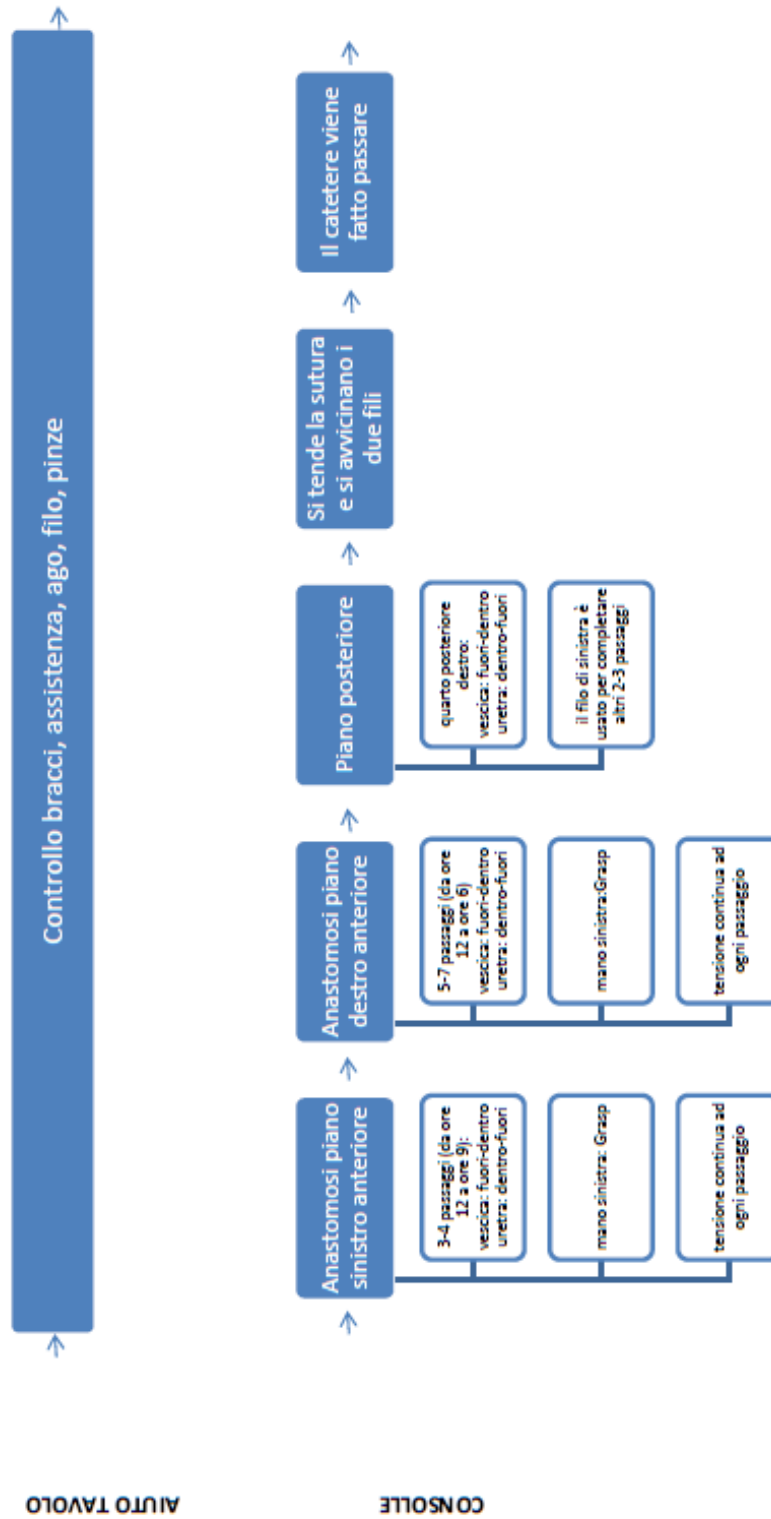 AIUTO TAVOLO
Controllo bracci, assistenza, ago, filo, pinze
CONSOLLE
Anastomosi piano
sinistro anteriore
3-4 passaggi (da ore
12 a ore 9):
vescica: fuori-dentro
uretra: dentro-fuori
mano sinistra: Grasp
tensione continua ad
ogni passaggio
Anastomosi piano
destro anteriore
5-7 passaggi (da ore
12 a ore 6)
vescica: fuori-dentro
uretra: dentro-fuori
mano sinistra:Grasp
tensione continua ad
ogni passaggio
Piano posteriore
quarto posteriore
destro:
vescica: fuori-dentro
uretra: dentro-fuori
il filo di sinistra è
usato per completare
altri 2-3 passaggi
Si tende la sutura
e si avvicinano i
due fili
Il catetere viene
fatto passare